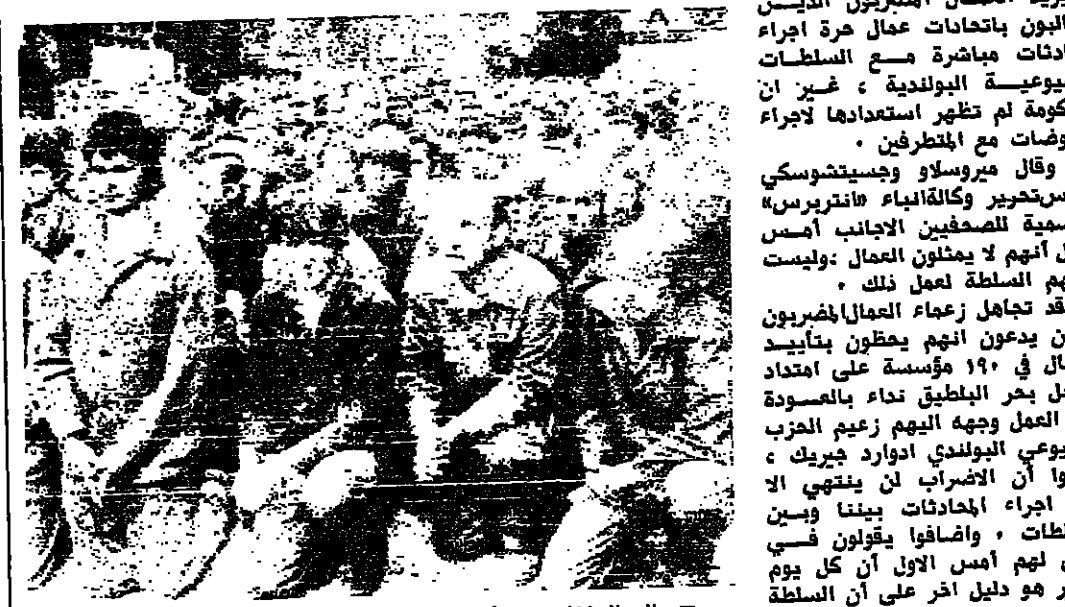 البون باتحادات عمال حرة اجراء
ادثات مباشرة مع السلطات
يوعية البولندية ، غير ان
كومة لم تظهر استعدادها لاجراء
وضات مع المتطرفين .
وقال ميروسلاو وجسيتشوسكي
س تحرير وكالة انباء «انتربرس»
سمية للصحفيين الاجانب أمس
ل أنهم لا يمثلون العمال : وليست
هم السلطة لعمل ذلك .
قد تجاهل زعماء العمال المضربون
ن يدعون انهم يحظون بتأييد
ال في ١٩٠ مؤسسة على امتداد
حل بحر البلطيق نداء بالعودة
العمل وجهه اليهم زعيم الحزب
يوعي البولندي ادوارد جيريك ،
وا أن الاضراب لن ينتهي الا
اجراء المحادثات بيننا وبين
لطات . واضافوا يقولون في
لهم أمس الاول أن كل يوم
ر هو دليل اخر على أن السلطة